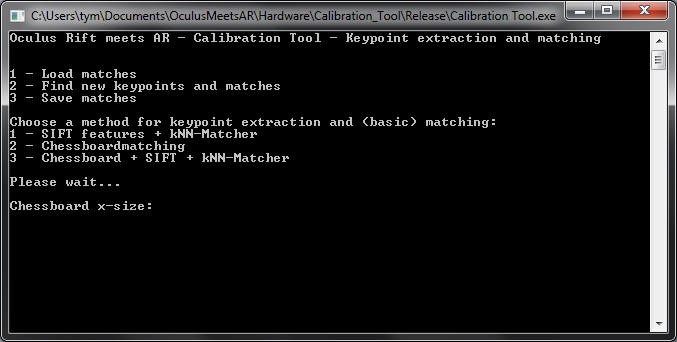 C:\Users\tym\Documents\OculusMeetsAR\Hardware\Calibration_Tool\Release\Calibration Tool.exe
Oculus Rift meets AR - Calibration Tool - Keypoint extraction and matching
1 - Load matches
2 - Find new keypoints and matches
3 - Save matches
Choose a method for keypoint extraction and (basic) matching:
1 - SIFT features + kNN-Matcher
2 - Chessboardmatching
3 - Chessboard + SIFT + kNN-Matcher
Please wait...
Chessboard x-size: